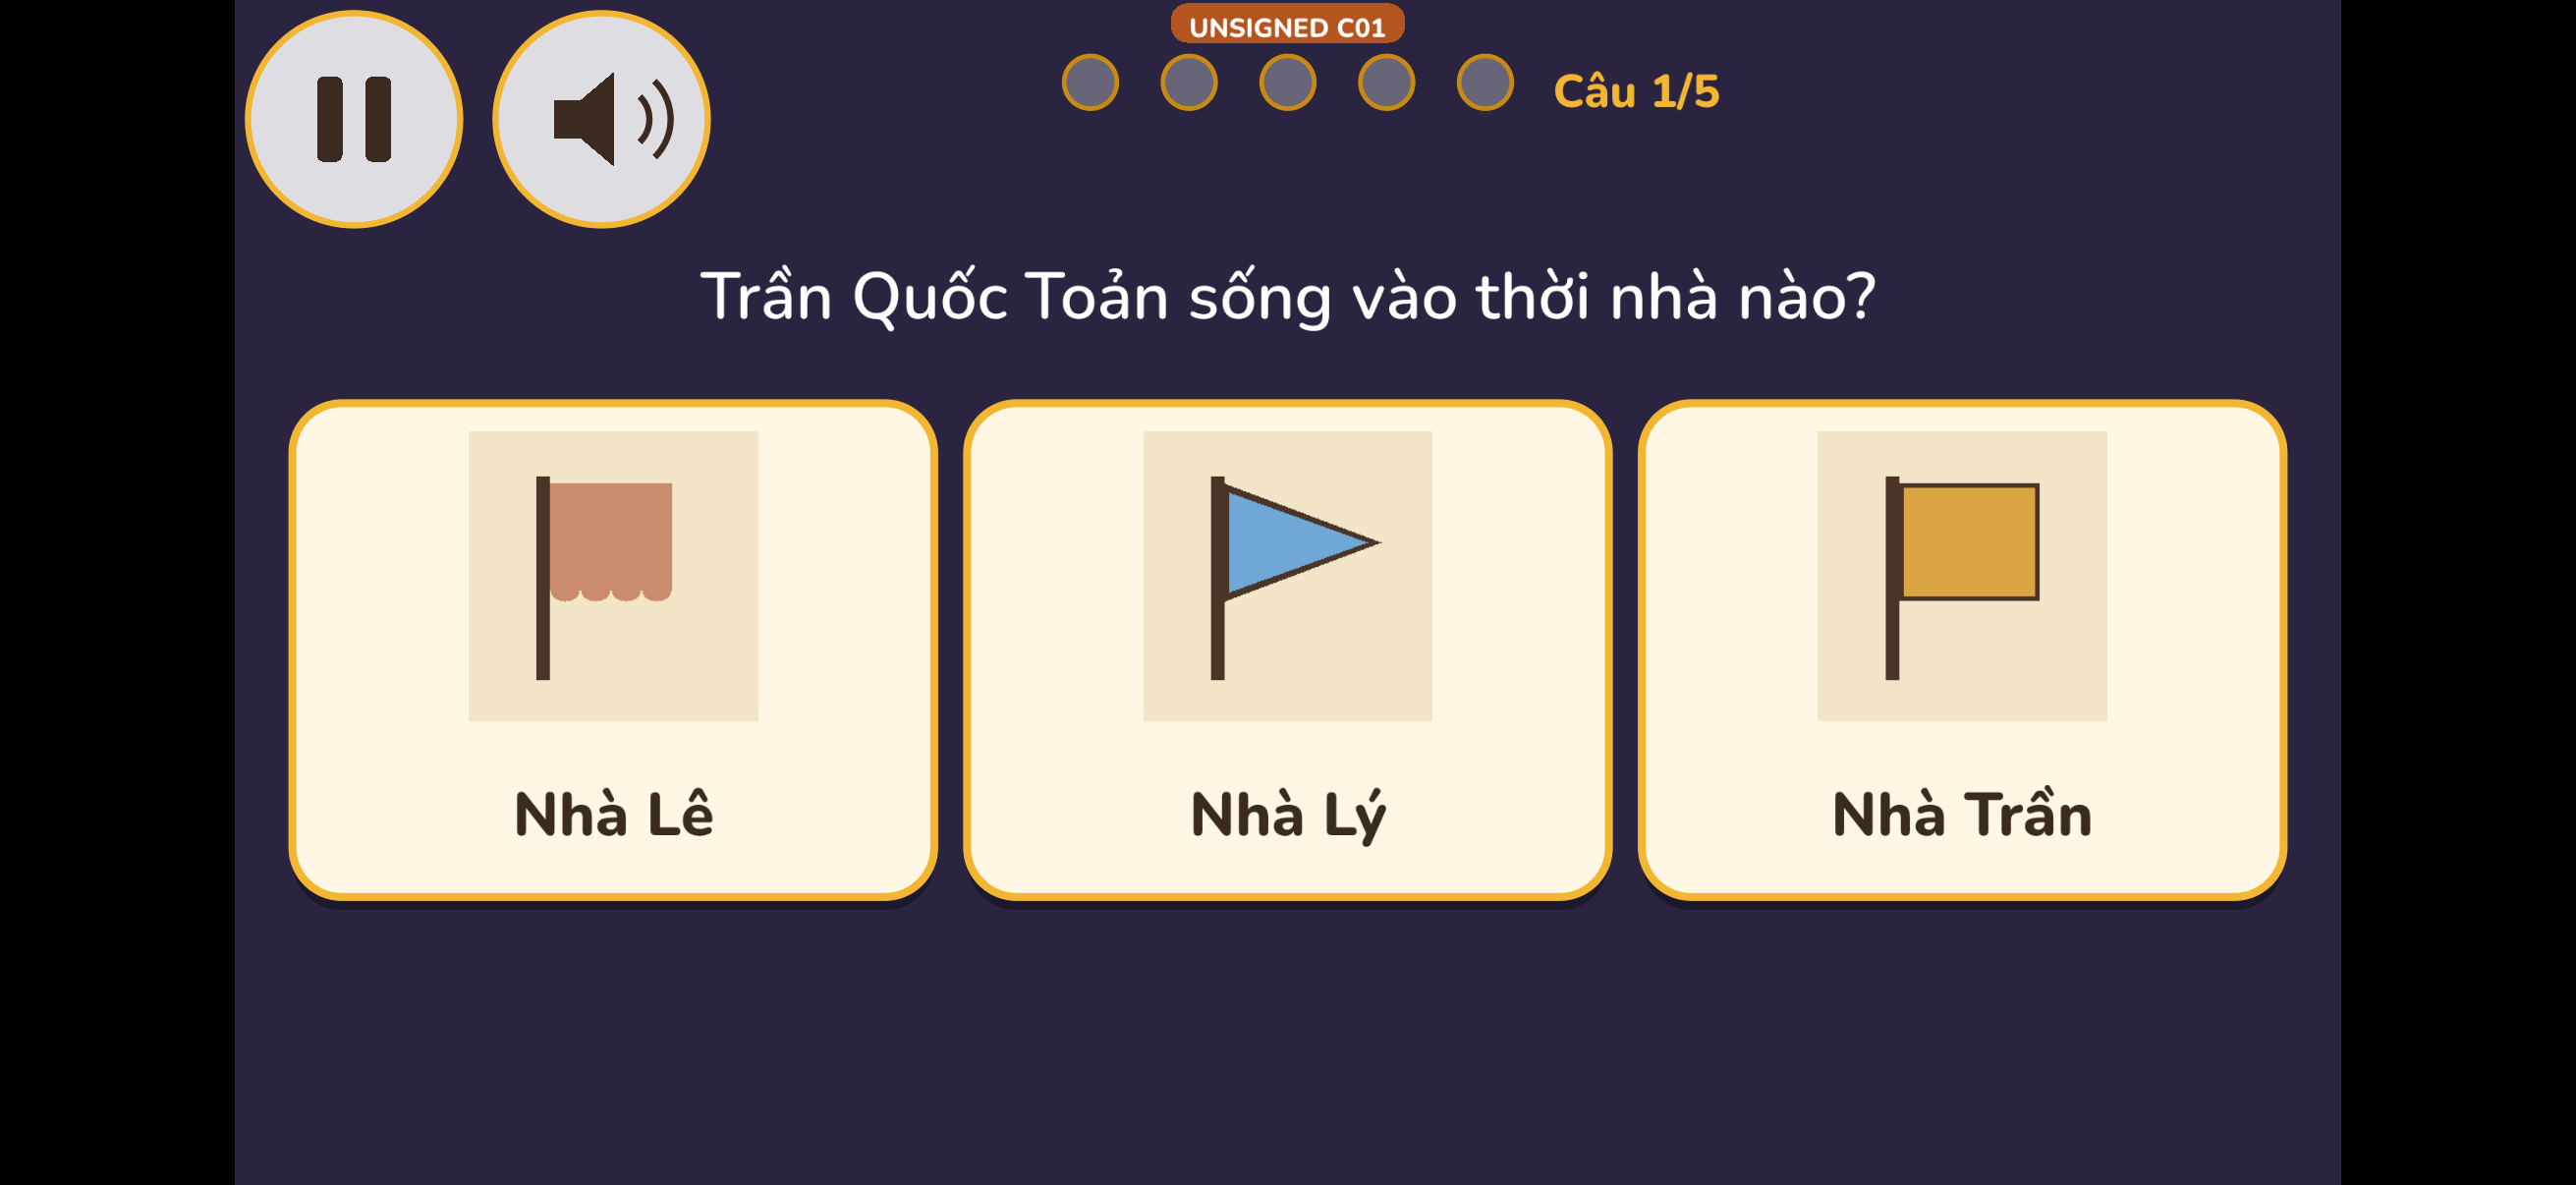 UNSIGNED C01
Câu 1/5
Trần Quốc Toản sống vào thời nhà nào?
Nhà Lê
Nhà Lý
Nhà Trần